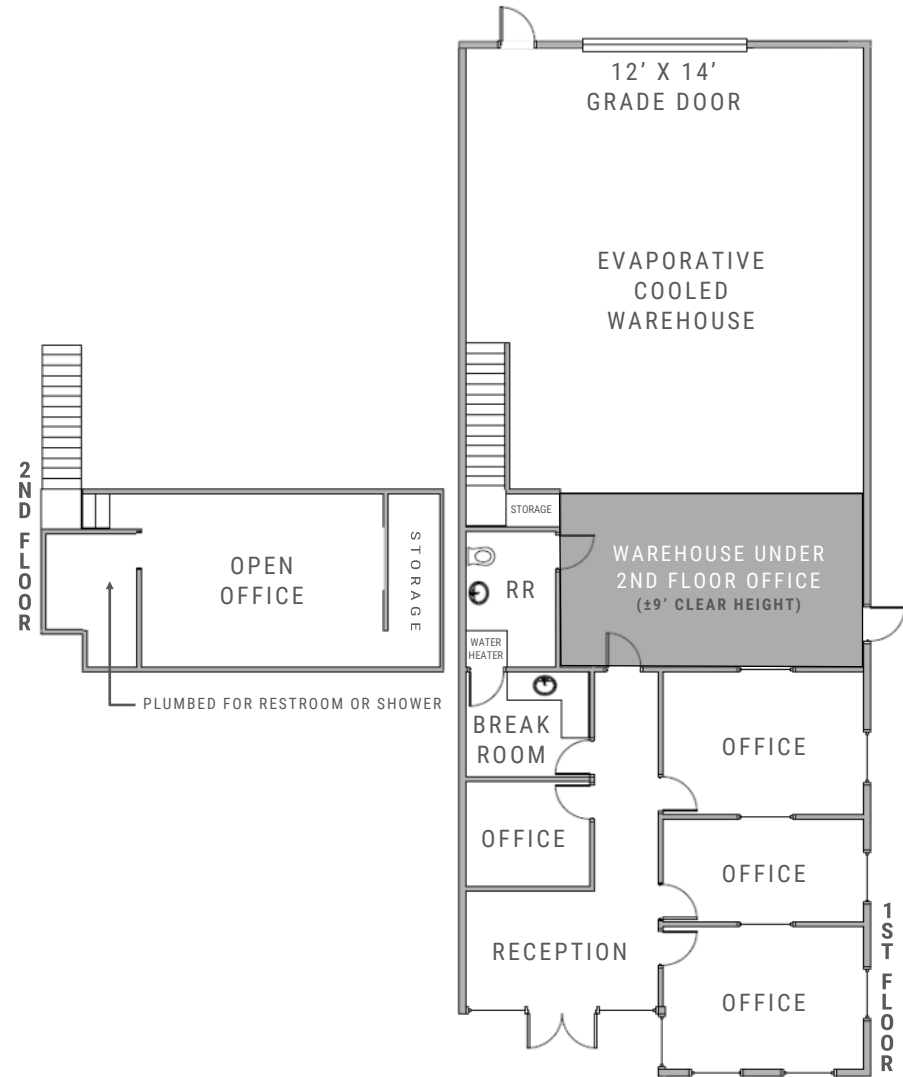 12’ X 14’
GRADE DOOR
EVAPORATIVE
COOLED
WAREHOUSE
2ND FLOOR
OPEN
OFFICE
STORAGE
PLUMBED FOR RESTROOM OR SHOWER
STORAGE
WAREHOUSE UNDER
2ND FLOOR OFFICE
(±9’ CLEAR HEIGHT)
RR
WATER
HEATER
BREAK
ROOM
OFFICE
OFFICE
OFFICE
RECEPTION
OFFICE
1ST FLOOR